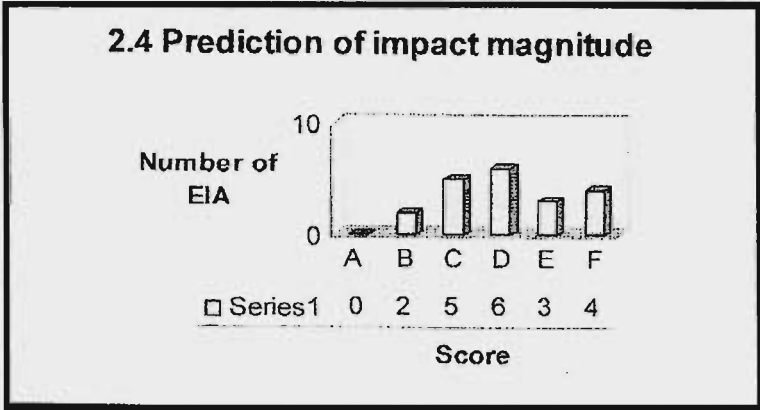 2.4 Prediction of impact magnitude
10
Number of
EIA
0
A B C D E F
Series1 0 2 5 6 3 4
Score